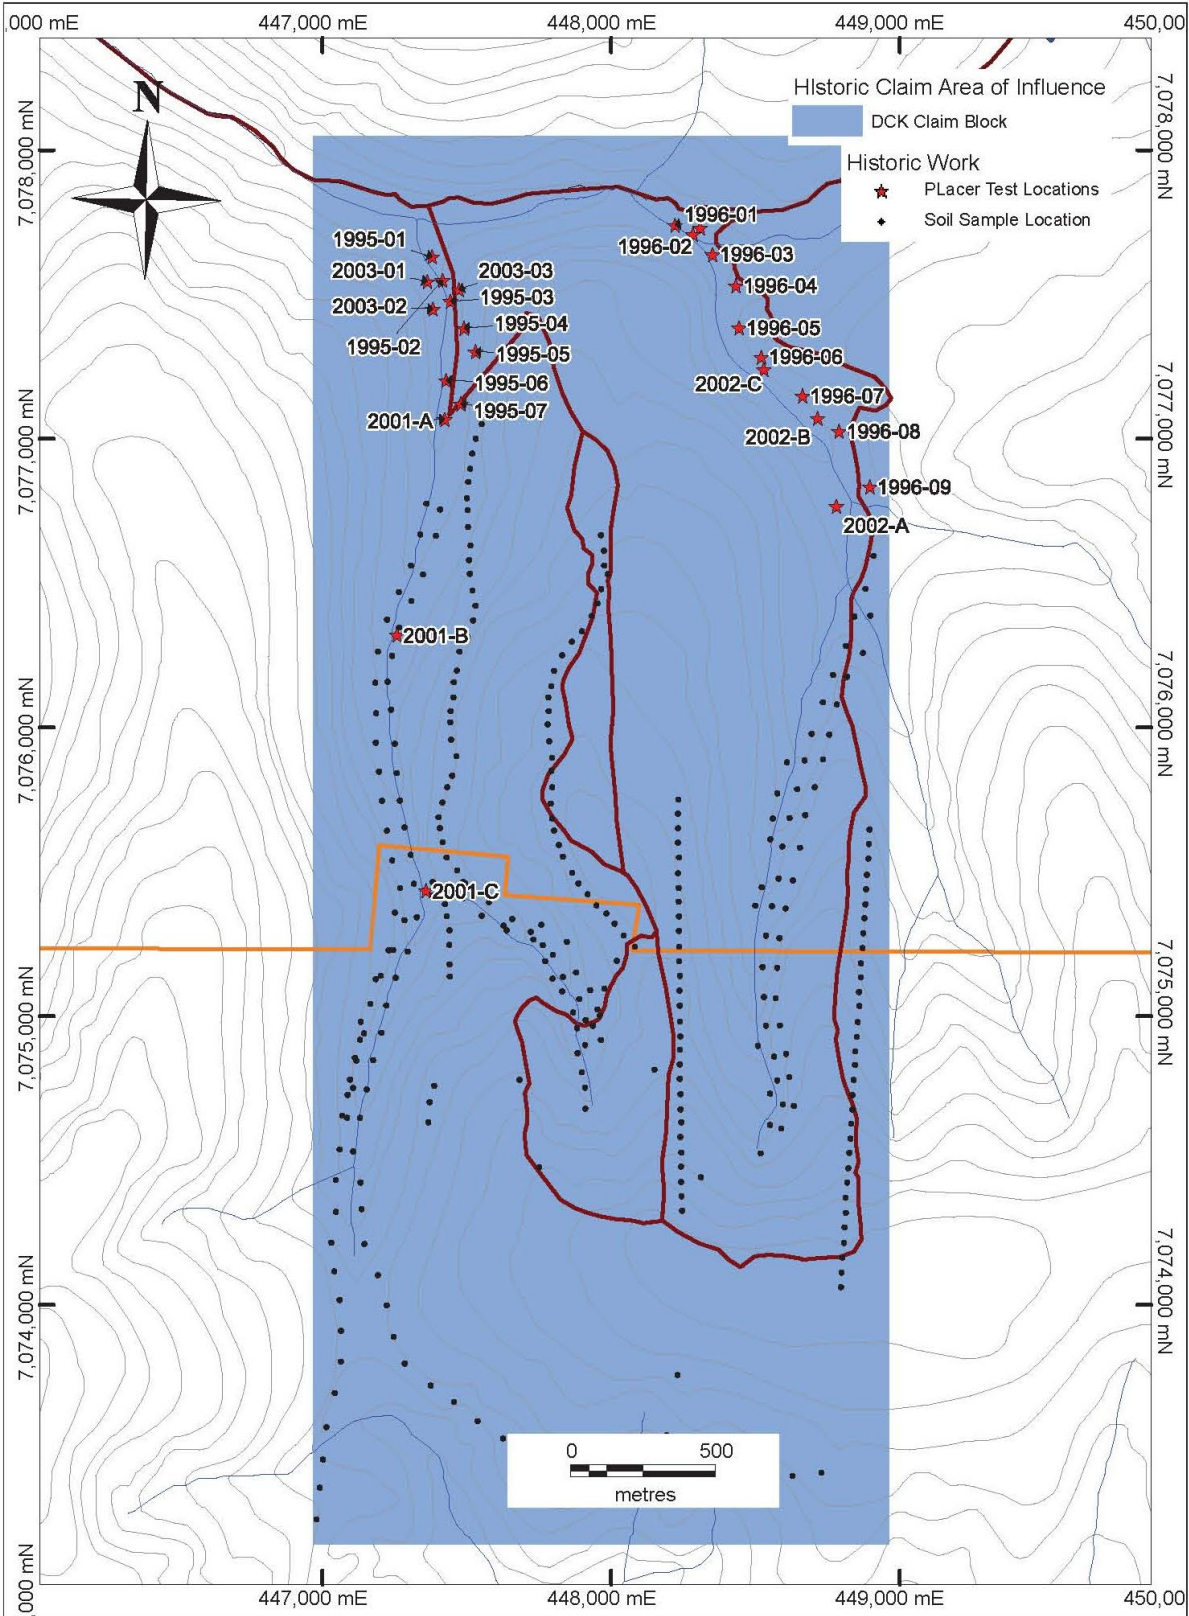 ,000 mE
447,000 mE
448,000 mE
449,000 mE
450,00
N
HIstoric Claim Area of Influence
DCK Claim Block
Historic Work
PLacer Test Locations
Soil Sample Location
7,078,000 mN
7,078,000 mN
1996-01
1995-01
1996-02
1996-03
2003-01
2003-03
1996-04
1995-03
2003-02
1995-04
1996-05
1995-02
1995-05
1996-06
1995-06
2002-C
1996-07
1995-07
2001-A
1996-08
2002-B
7,077,000 mN
7,077,000 mN
1996-09
2002-A
2001-B
7,076,000 mN
7,076,000 mN
2001-C
7,075,000 mN
7,075,000 mN
7,074,000 mN
7,074,000 mN
0 500
metres
,000 mN
447,000 mE
448,000 mE
449,000 mE
450,00